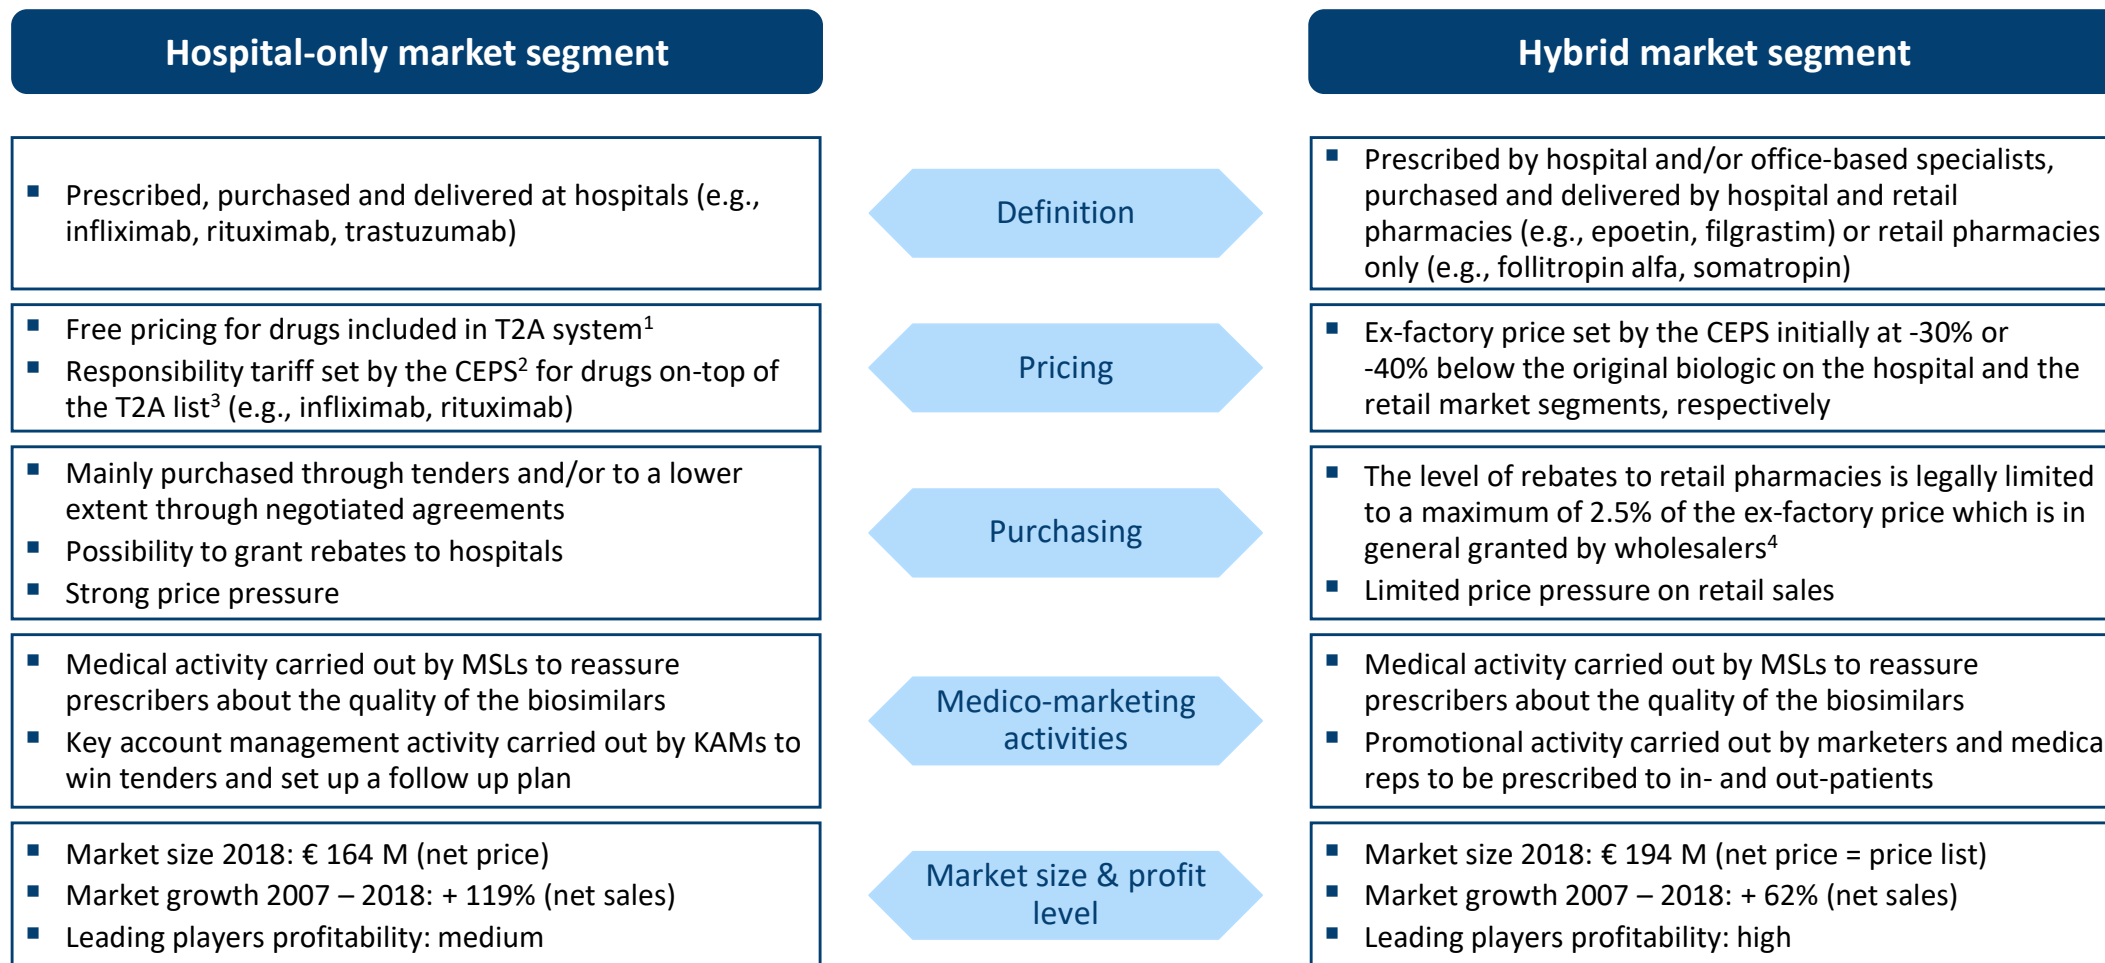 Hospital-only market segment
Hybrid market segment
▪ Prescribed, purchased and delivered at hospitals (e.g.,
infliximab, rituximab, trastuzumab)
Definition
▪ Prescribed by hospital and/or office-based specialists,
purchased and delivered by hospital and retail
pharmacies (e.g., epoetin, filgrastim) or retail pharmacies
only (e.g., follitropin alfa, somatropin)
▪ Free pricing for drugs included in T2A system¹
▪ Responsibility tariff set by the CEPS² for drugs on-top of
the T2A list³ (e.g., infliximab, rituximab)
Pricing
▪ Ex-factory price set by the CEPS initially at -30% or
-40% below the original biologic on the hospital and the
retail market segments, respectively
▪ Mainly purchased through tenders and/or to a lower
extent through negotiated agreements
▪ Possibility to grant rebates to hospitals
▪ Strong price pressure
Purchasing
▪ The level of rebates to retail pharmacies is legally limited
to a maximum of 2.5% of the ex-factory price which is in
general granted by wholesalers⁴
▪ Limited price pressure on retail sales
▪ Medical activity carried out by MSLs to reassure
prescribers about the quality of the biosimilars
▪ Key account management activity carried out by KAMs to
win tenders and set up a follow up plan
Medico-marketing
activities
▪ Medical activity carried out by MSLs to reassure
prescribers about the quality of the biosimilars
▪ Promotional activity carried out by marketers and medica
reps to be prescribed to in- and out-patients
▪ Market size 2018: € 164 M (net price)
▪ Market growth 2007 – 2018: + 119% (net sales)
▪ Leading players profitability: medium
Market size & profit
level
▪ Market size 2018: € 194 M (net price = price list)
▪ Market growth 2007 – 2018: + 62% (net sales)
▪ Leading players profitability: high